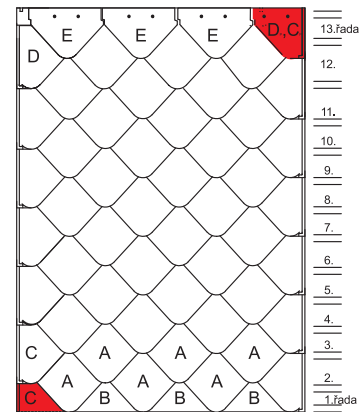 E E E D.,C. 13.řada
D 12.
11.
10.
9.
8.
7.
6.
5.
4.
C A A A 3.
A A A 2.
C B B B 1.řada